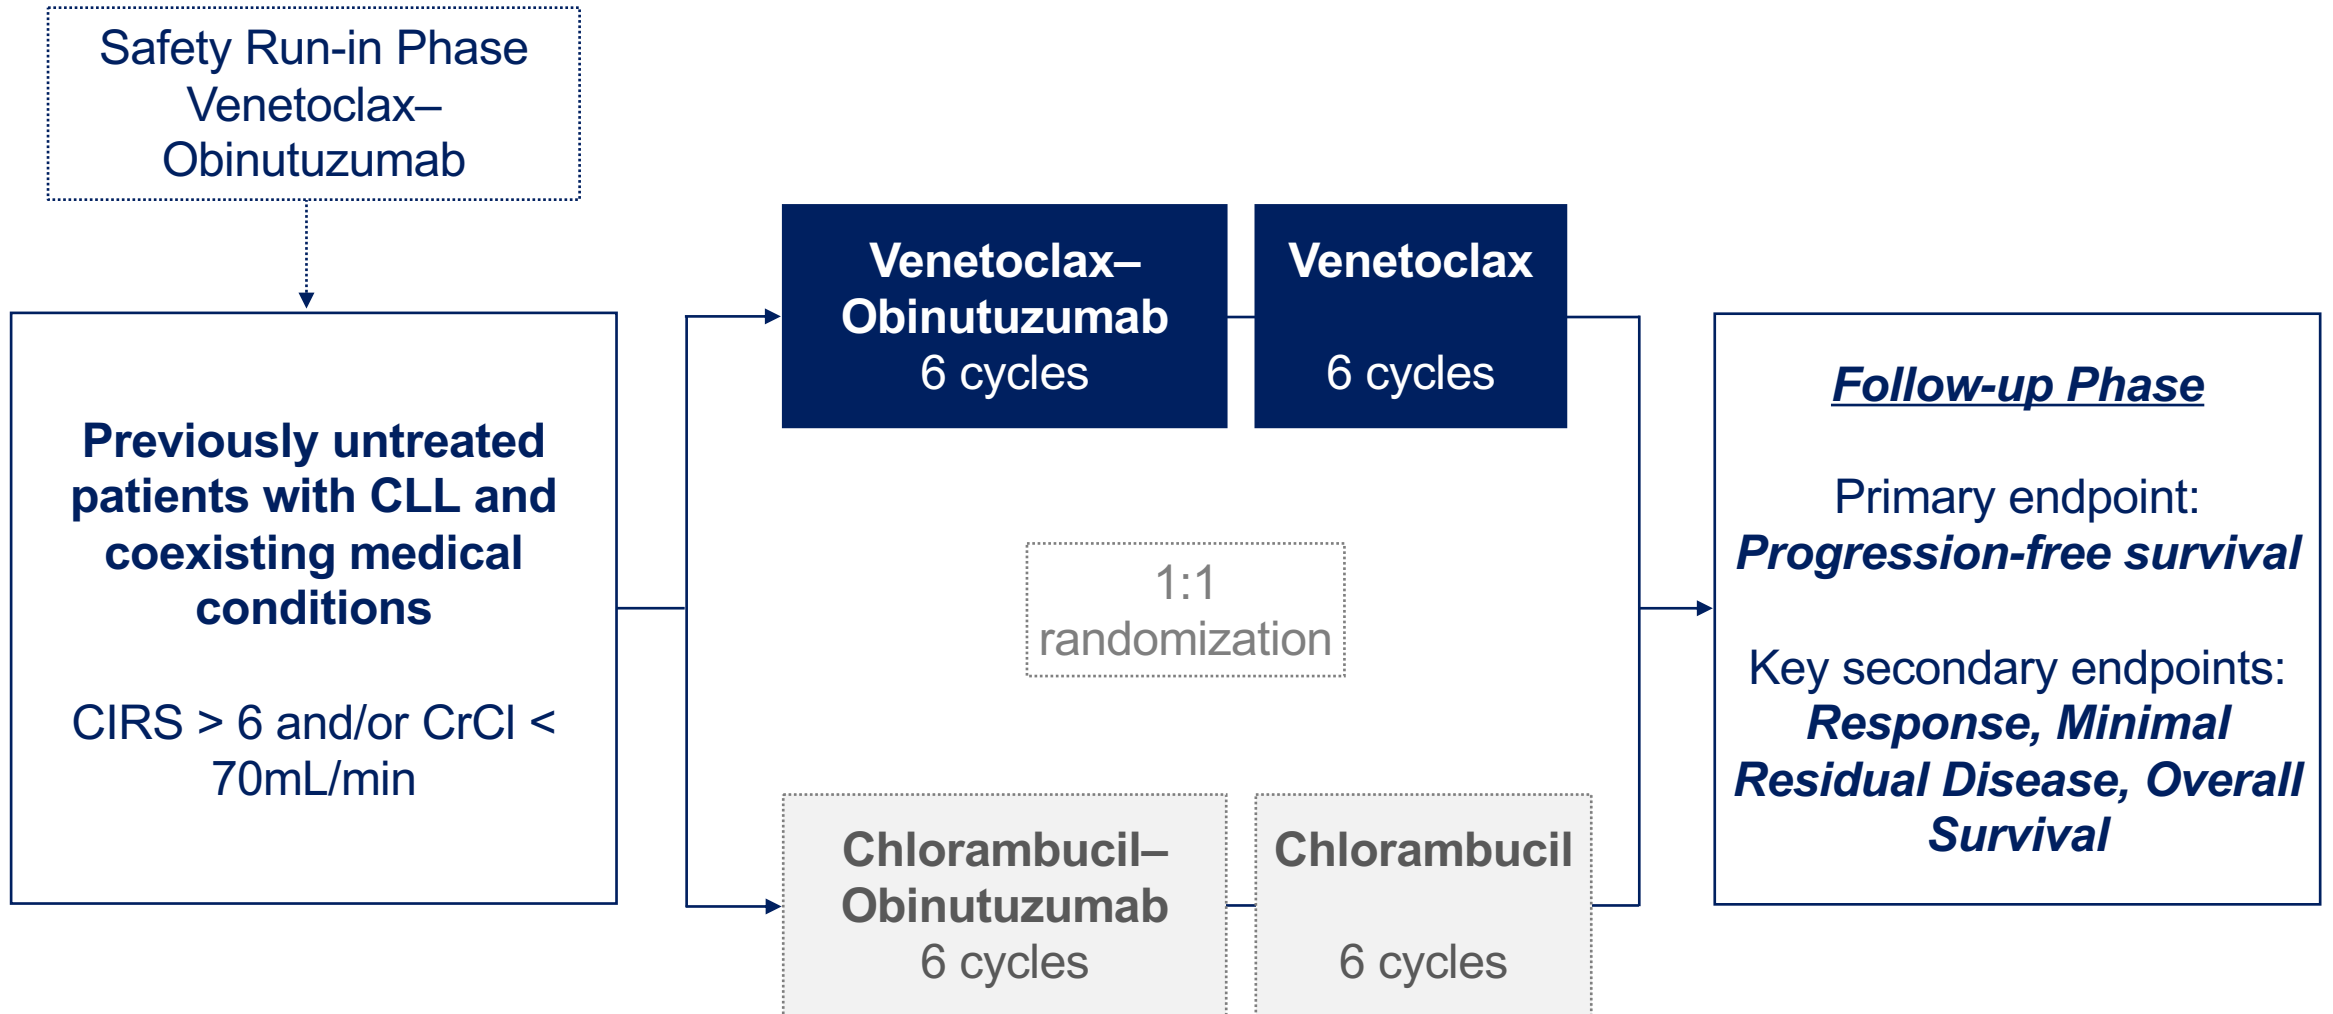 Safety Run-in Phase
Venetoclax–
Obinutuzumab
Previously untreated
patients with CLL and
coexisting medical
conditions
CIRS > 6 and/or CrCl <
70mL/min
Venetoclax–
Obinutuzumab
6 cycles
Venetoclax
6 cycles
1:1
randomization
Chlorambucil–
Obinutuzumab
6 cycles
Chlorambucil
6 cycles
Follow-up Phase
Primary endpoint:
Progression-free survival
Key secondary endpoints:
Response, Minimal
Residual Disease, Overall
Survival